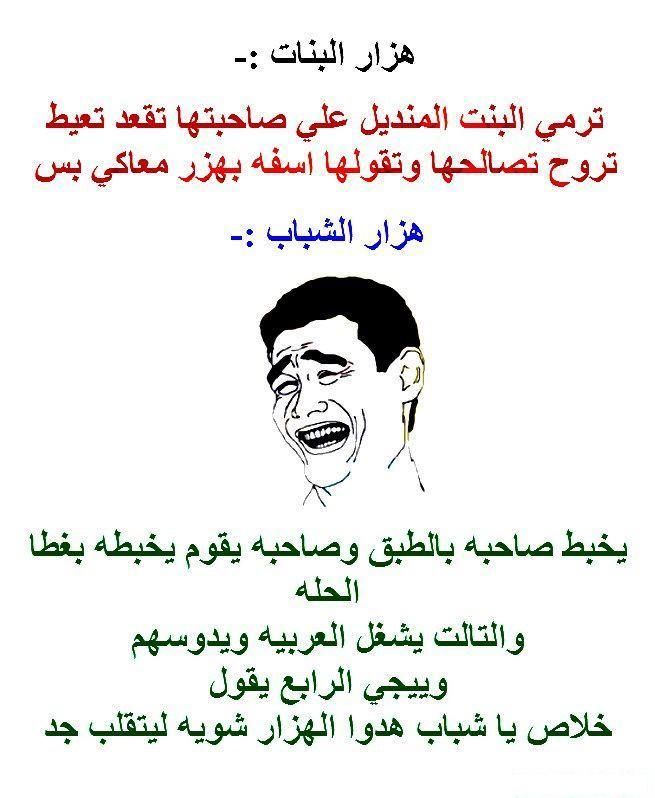 هزار البنات :-
ترمي البنت المنديل علي صاحبتها تقعد تعيط
تروح تصالحها وتقولها اسفه بهزر معاكي بس
هزار الشباب :-
يخبط صاحبه بالطبق وصاحبه يقوم يخبطه بغطا
الحله
والتالت يشغل العربيه ويدوسهم
وييجي الرابع يقول
خلاص يا شباب هدوا الهزار شويه ليتقلب جد